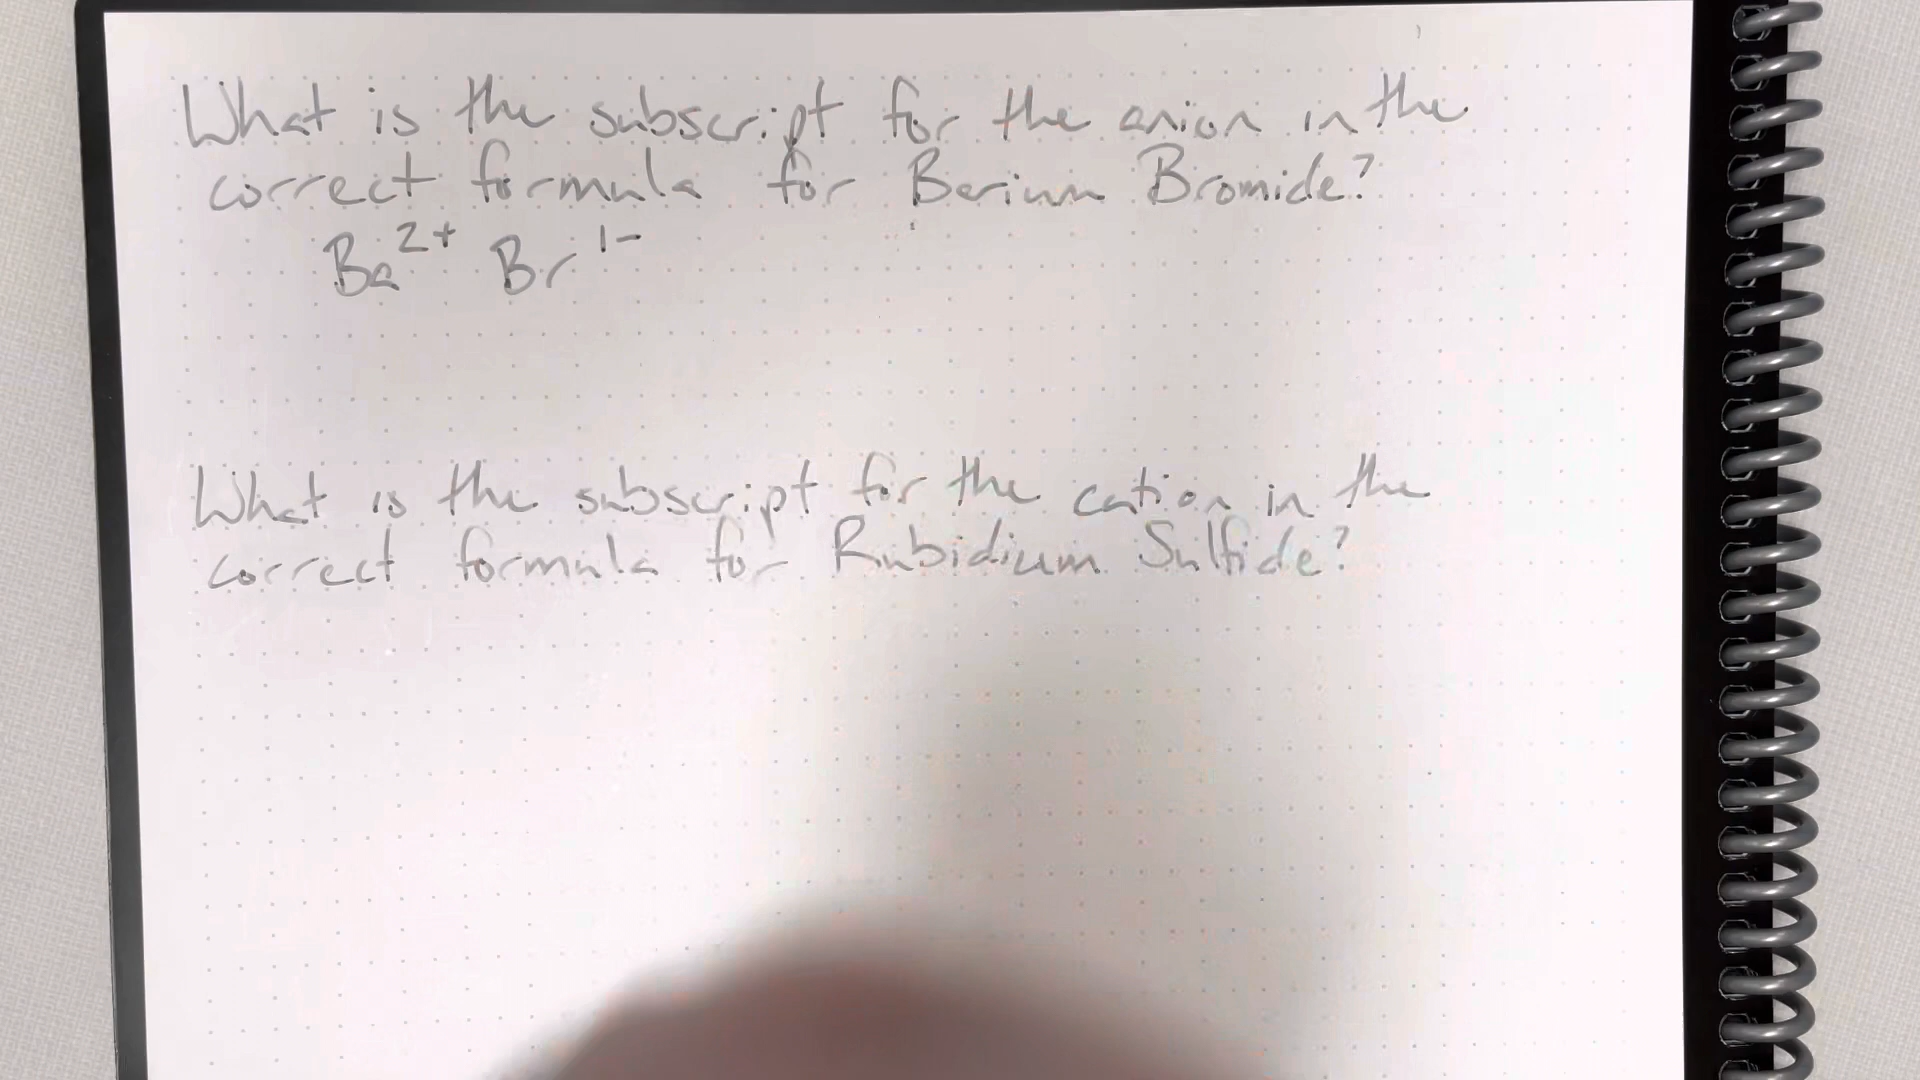 What is the subscript for the anion in the
correct formula for Barium Bromide?
Ba²⁺ Br¹⁻
What is the subscript for the cation in the
correct formula for Rubidium Sulfide?